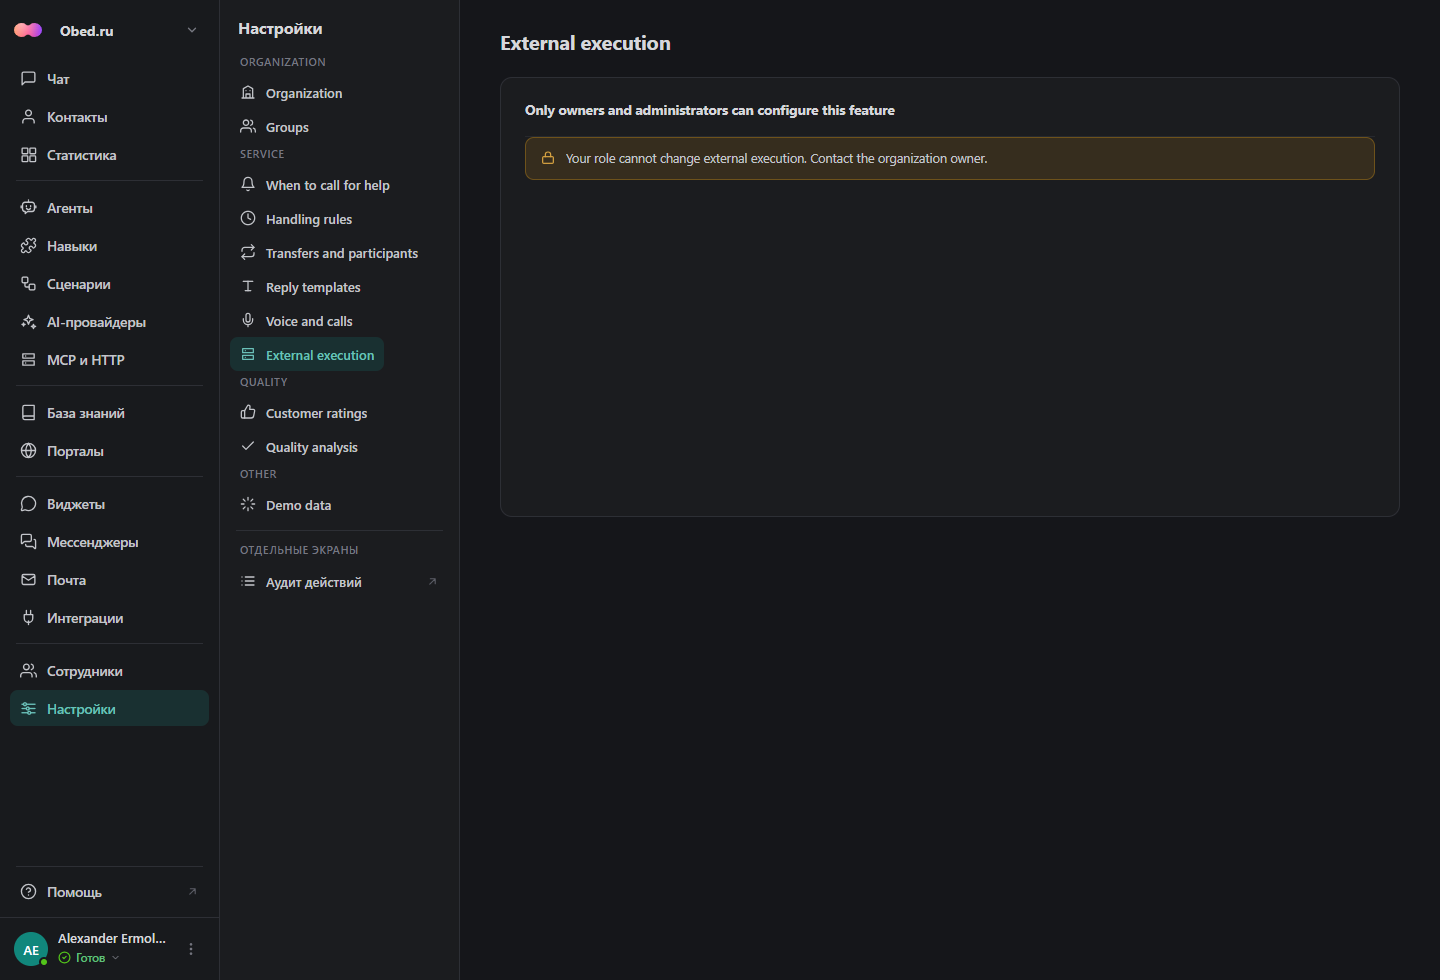 Obed.ru
Чат
Контакты
Статистика
Агенты
Навыки
Сценарии
AI-провайдеры
MCP и HTTP
База знаний
Порталы
Виджеты
Мессенджеры
Почта
Интеграции
Сотрудники
Настройки
Помощь
AE
Alexander Ermol...
Готов
Настройки
ORGANIZATION
Organization
Groups
SERVICE
When to call for help
Handling rules
Transfers and participants
Reply templates
Voice and calls
External execution
QUALITY
Customer ratings
Quality analysis
OTHER
Demo data
ОТДЕЛЬНЫЕ ЭКРАНЫ
Аудит действий
External execution
Only owners and administrators can configure this feature
Your role cannot change external execution. Contact the organization owner.